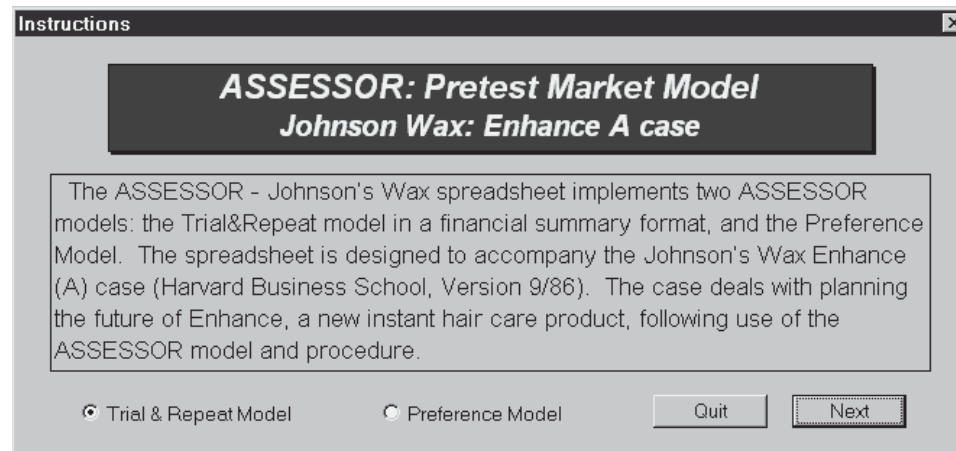 Instructions
ASSESSOR: Pretest Market Model
Johnson Wax: Enhance A case
The ASSESSOR - Johnson's Wax spreadsheet implements two ASSESSOR
models: the Trial&Repeat model in a financial summary format, and the Preference
Model. The spreadsheet is designed to accompany the Johnson's Wax Enhance
(A) case (Harvard Business School, Version 9/86). The case deals with planning
the future of Enhance, a new instant hair care product, following use of the
ASSESSOR model and procedure.
Trial & Repeat Model Preference Model Quit Next